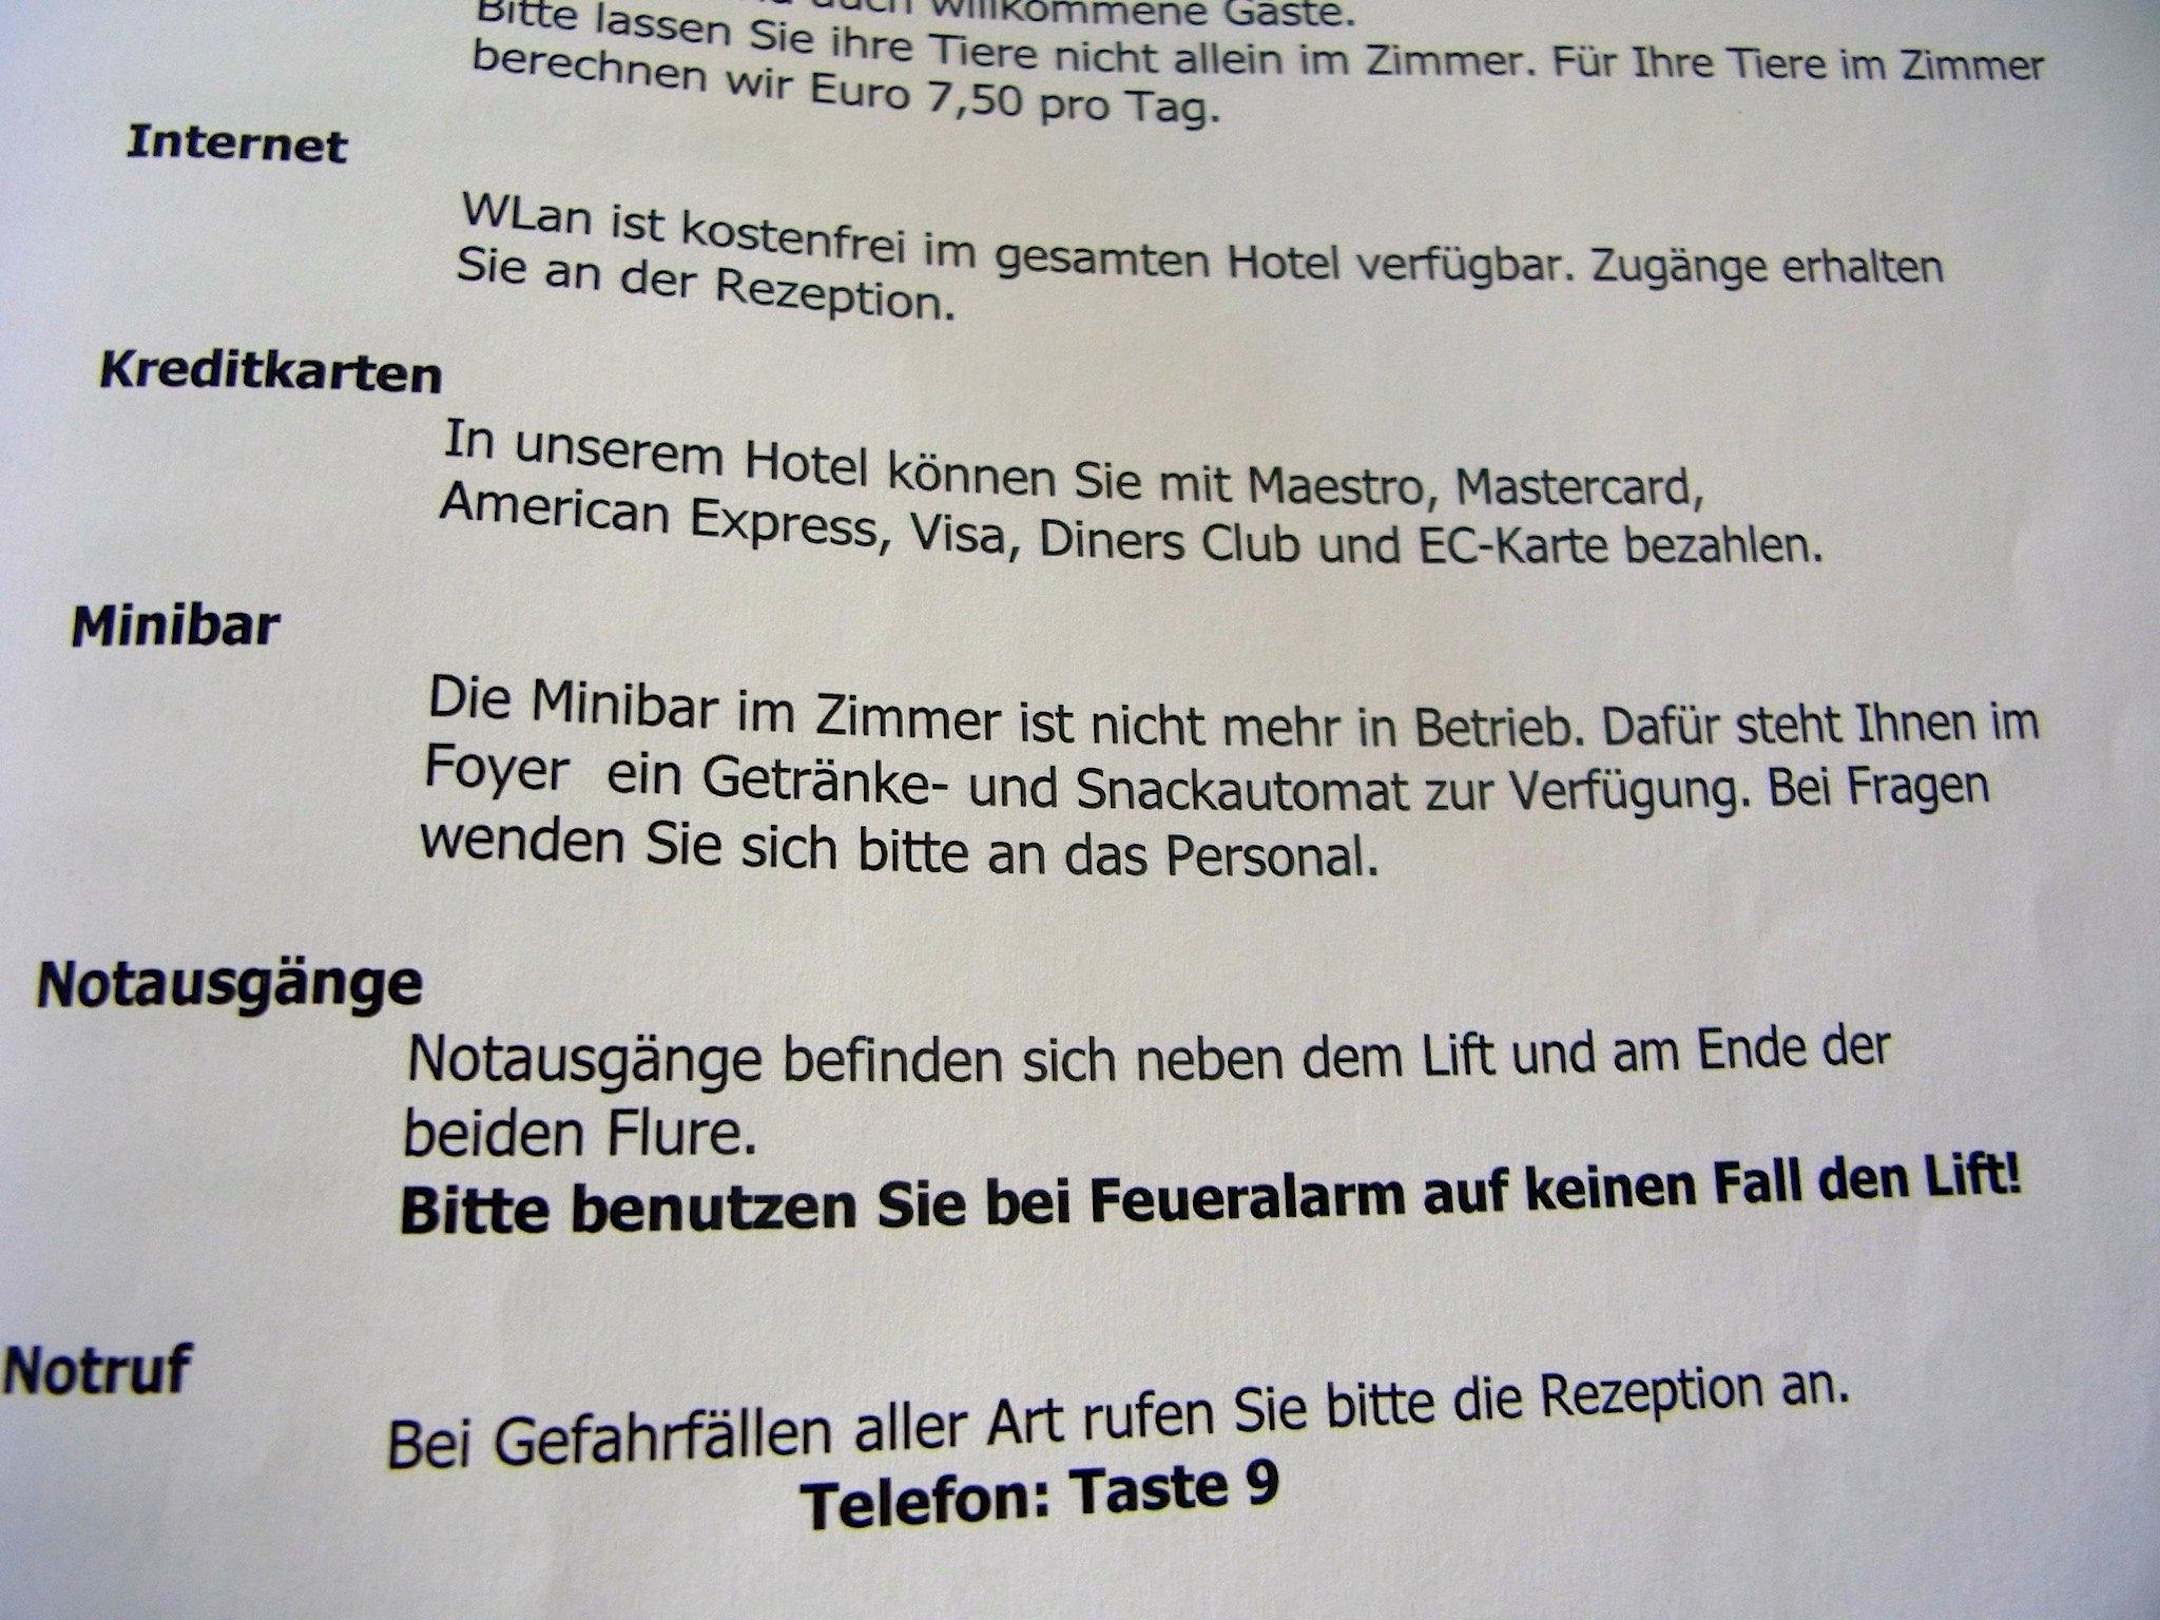 auch willkommene Gäste.
Bitte lassen Sie ihre Tiere nicht allein im Zimmer. Für Ihre Tiere im Zimmer
berechnen wir Euro 7,50 pro Tag.
Internet
WLan ist kostenfrei im gesamten Hotel verfügbar. Zugänge erhalten
Sie an der Rezeption.
Kreditkarten
In unserem Hotel können Sie mit Maestro, Mastercard,
American Express, Visa, Diners Club und EC-Karte bezahlen.
Minibar
Die Minibar im Zimmer ist nicht mehr in Betrieb. Dafür steht Ihnen im
Foyer ein Getränke- und Snackautomat zur Verfügung. Bei Fragen
wenden Sie sich bitte an das Personal.
Notausgänge
Notausgänge befinden sich neben dem Lift und am Ende der
beiden Flure.
Bitte benutzen Sie bei Feueralarm auf keinen Fall den Lift!
Notruf
Bei Gefahrfällen aller Art rufen Sie bitte die Rezeption an.
Telefon: Taste 9